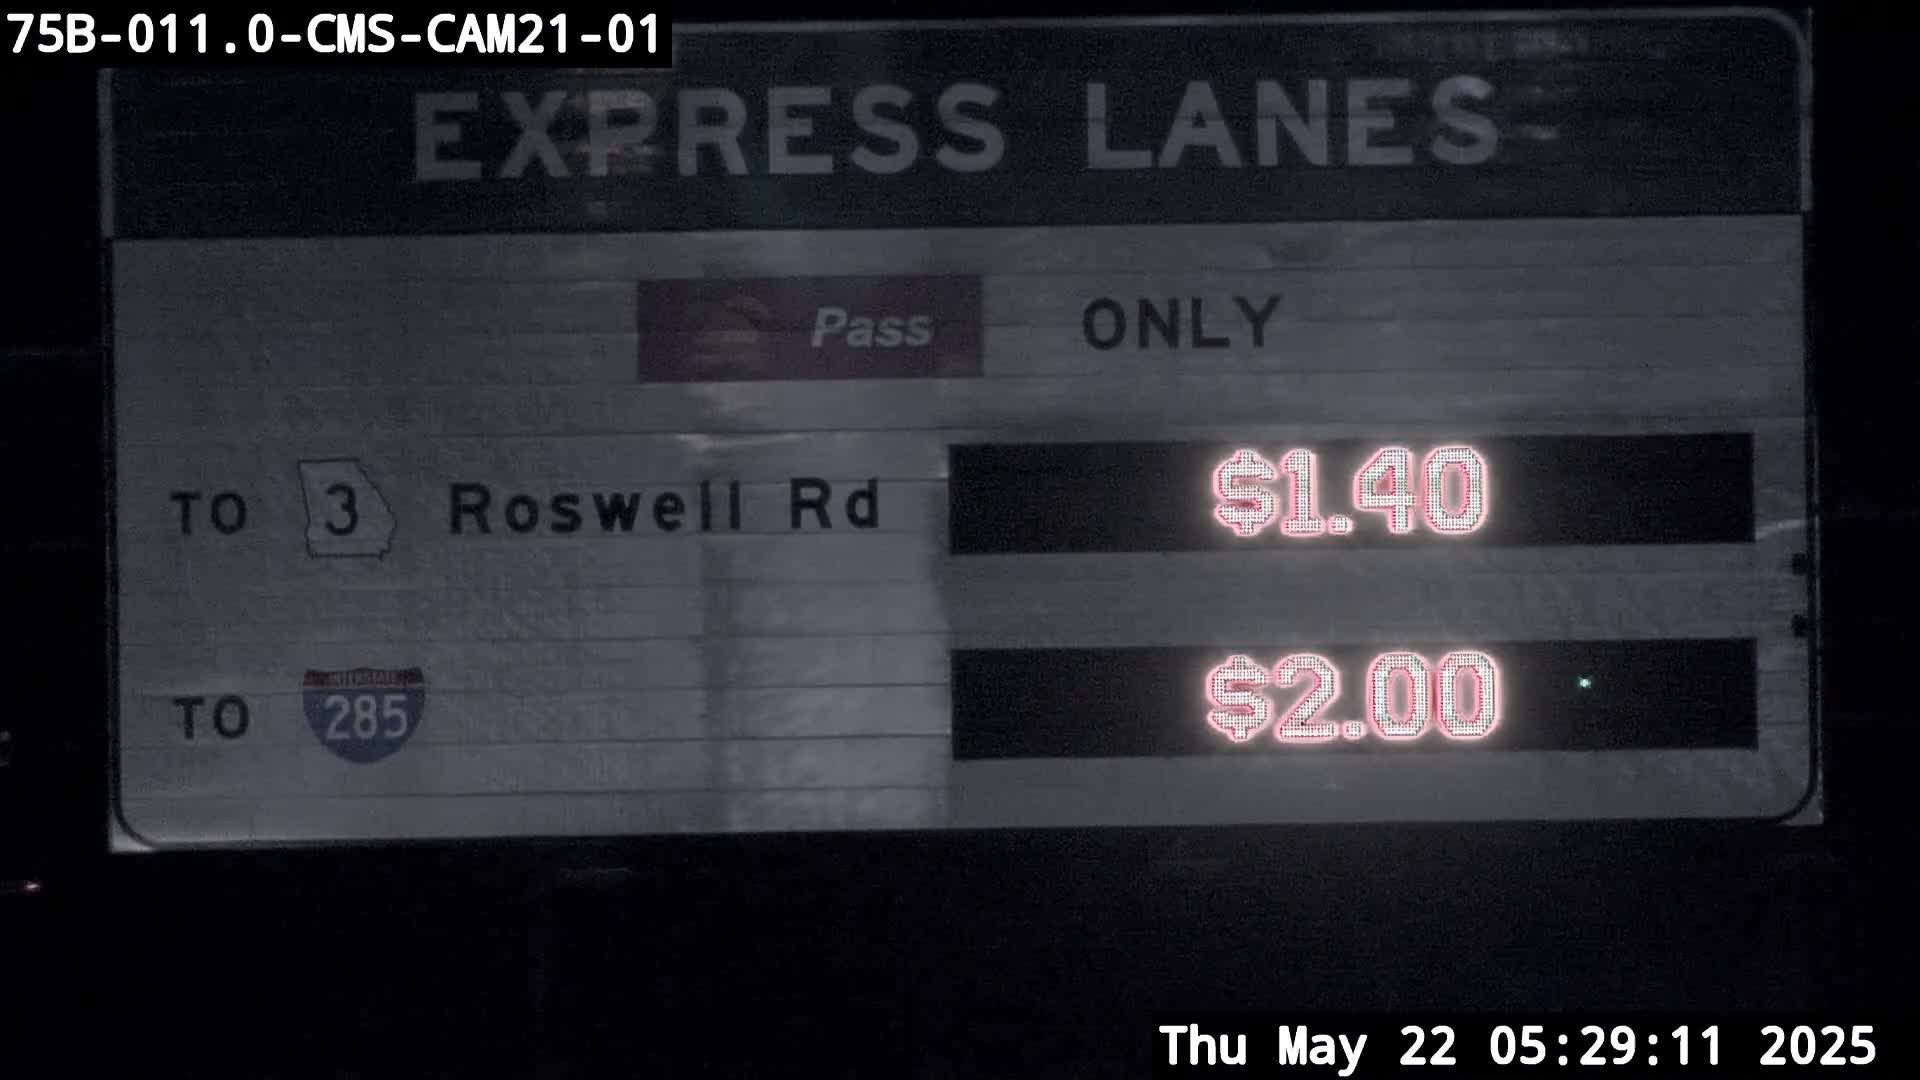 75B-011.0-CMS-CAM21-01
EXPRESS LANES
Pass ONLY
TO 3 Roswell Rd $1.40
INTERSTATE
TO 285 $2.00
Thu May 22 05:29:11 2025